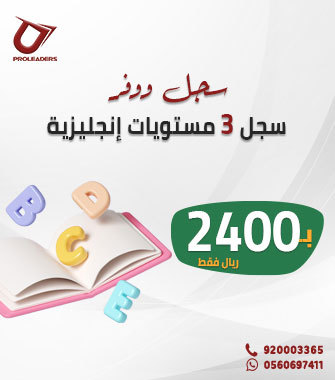 PROLEADERS
سجل ووفر
سجل 3 مستويات إنجليزية
بـ 2400
ريال فقط
B D
C
E
920003365
0560697411